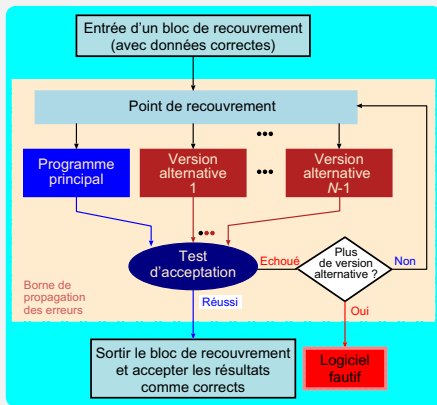 Entrée d'un bloc de recouvrement
(avec données correctes)
Point de recouvrement
Programme
principal
Version
alternative
1
Version
alternative
N-1
Test
d'acceptation
Echoué
Plus
de version
alternative ?
Non
Borne de
propagation
des erreurs
Réussi
Oui
Sortir le bloc de recouvrement
et accepter les résultats
comme corrects
Logiciel
fautif